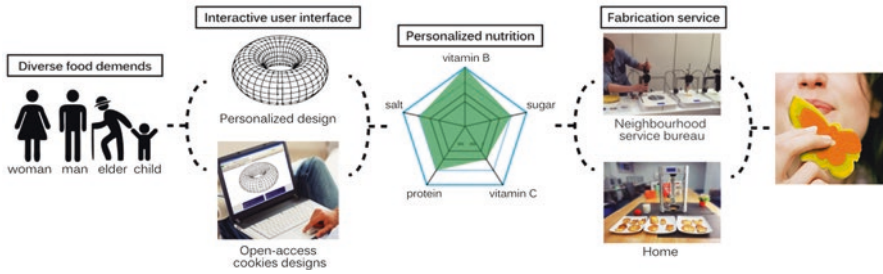 Diverse food demends
woman man elder child
Interactive user interface
Personalized design
Open-access
cookies designs
Personalized nutrition
vitamin B
salt
sugar
protein
vitamin C
Fabrication service
Neighbourhood
service bureau
Home